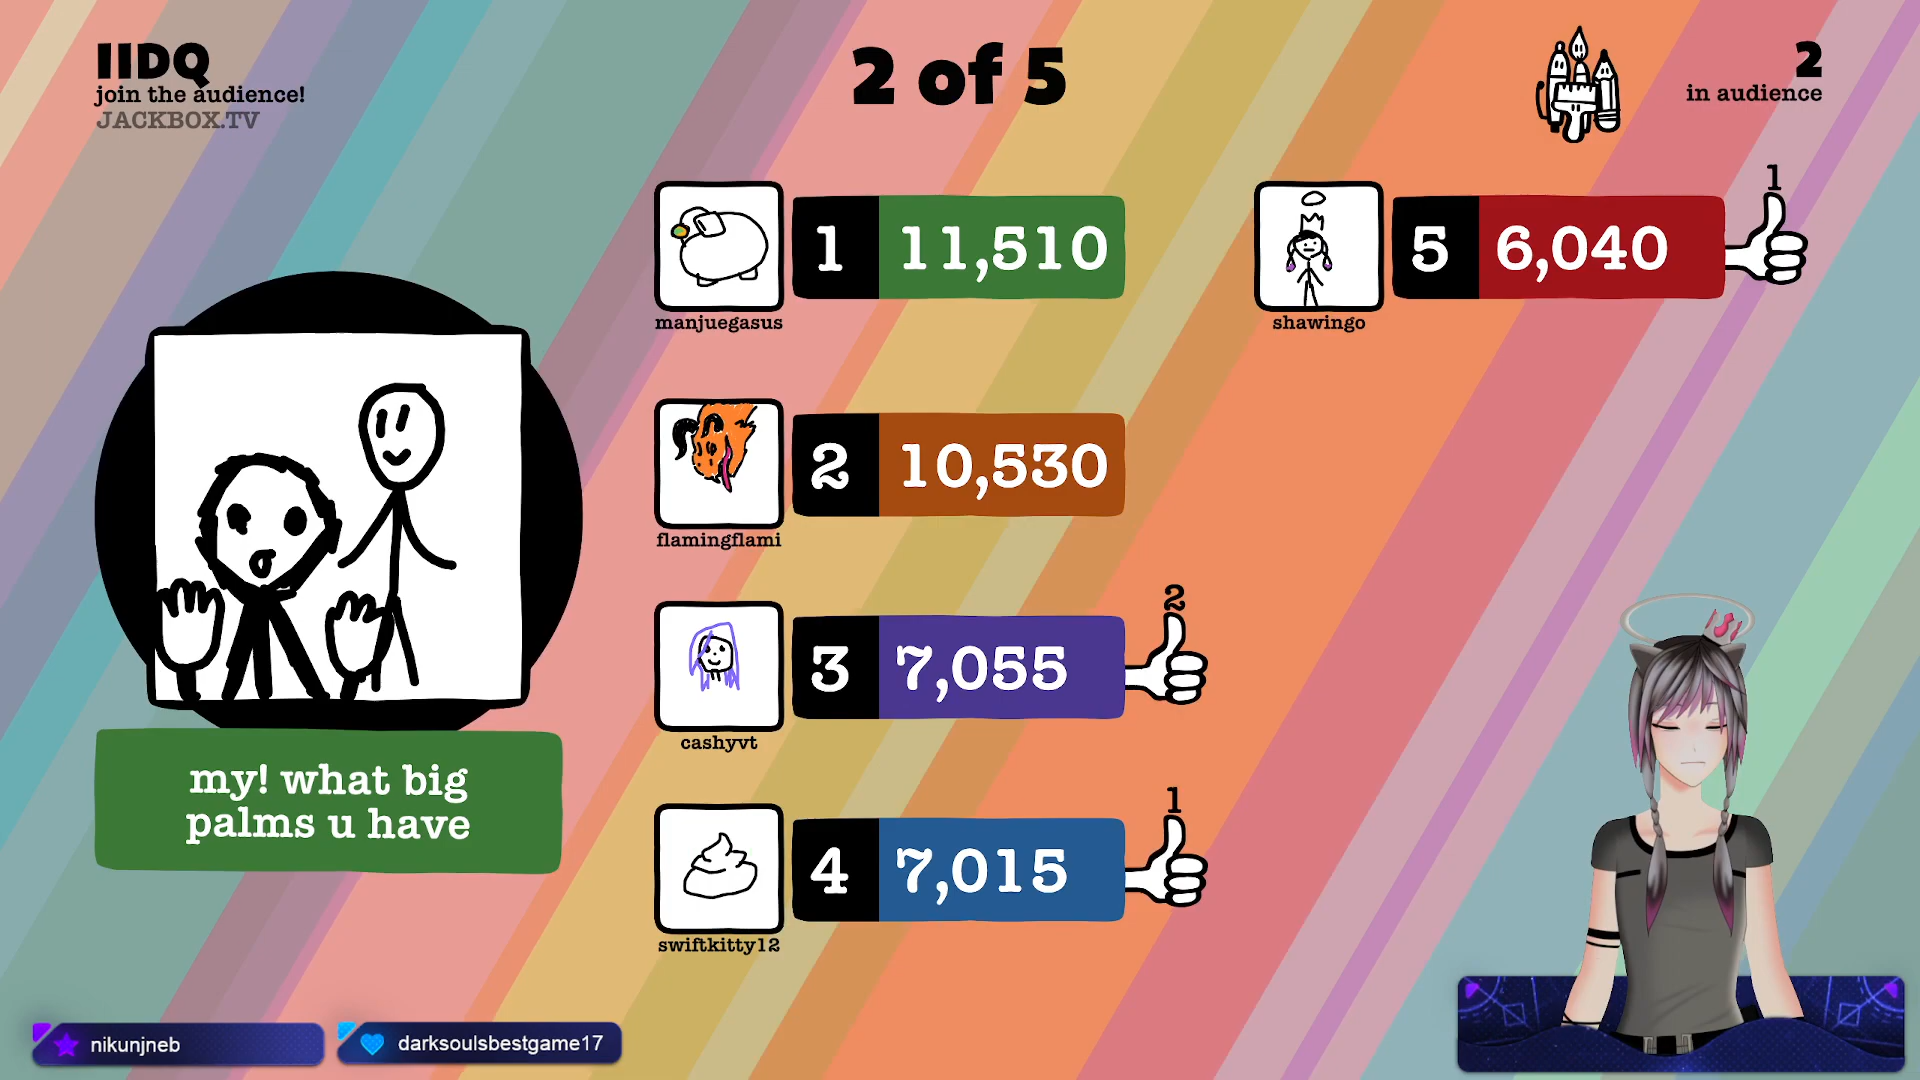 IIDQ
join the audience!
JACKBOX.TV
2 of 5
2
in audience
1 11,510
manjuegasus
2 10,530
flamingflami
3 7,055
2
cashyvt
4 7,015
1
swiftkitty12
5 6,040
1
shawingo
my! what big
palms u have
nikunjneb
darksoulsbestgame17